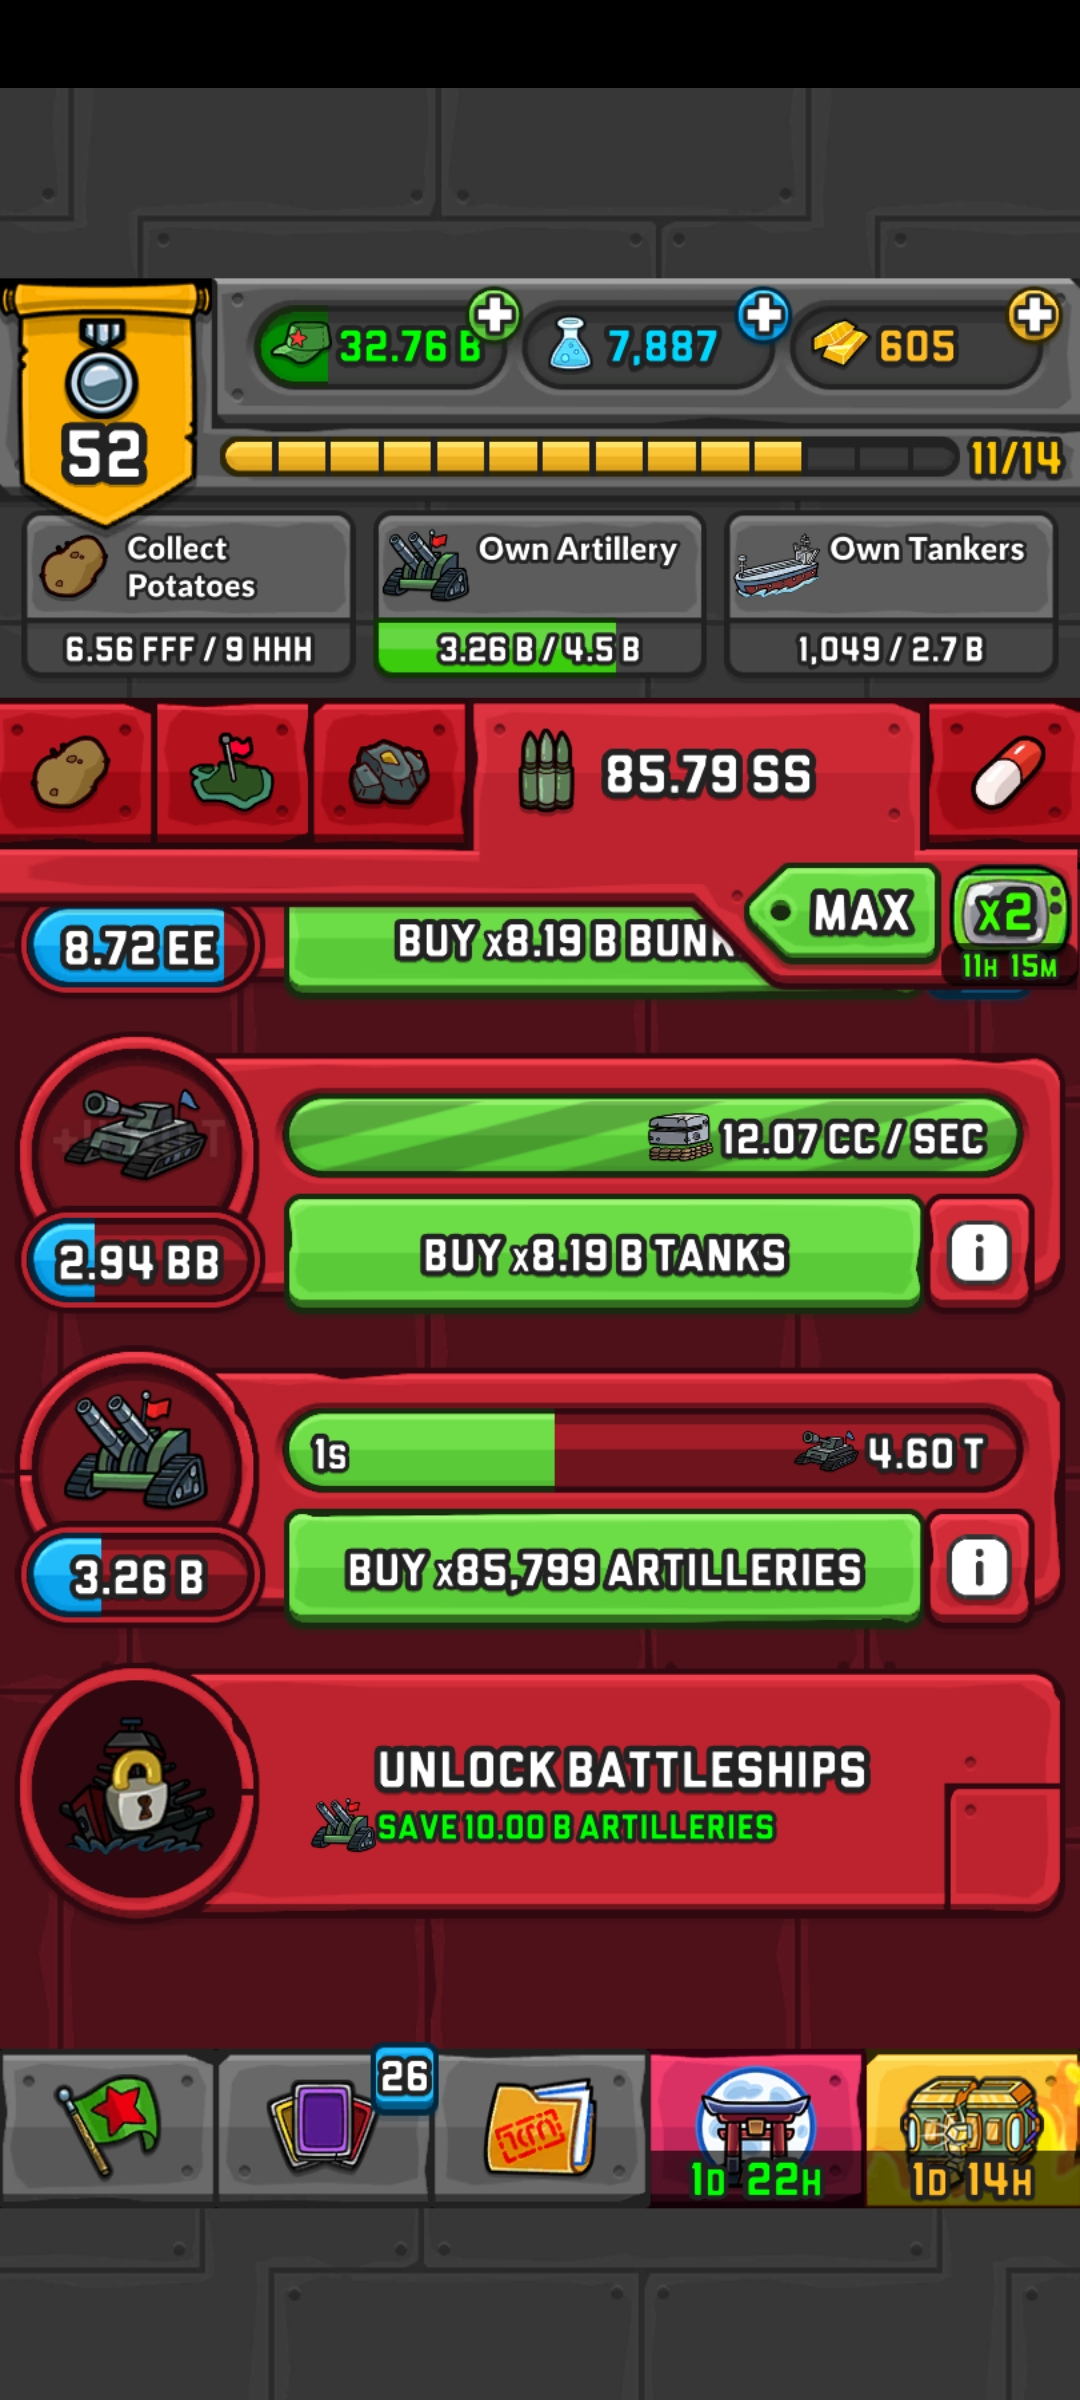 32.76 B
7,887
605
52
11/14
Collect
Potatoes
6.56 FFF / 9 HHH
Own Artillery
3.26 B / 4.5 B
Own Tankers
1,049 / 2.7 B
85.79 SS
MAX
x2
11H 15M
8.72 EE
BUY x8.19 B
12.07 CC / SEC
2.94 BB
BUY x8.19 B TANKS
i
1s
4.60 T
3.26 B
BUY x85,799 ARTILLERIES
i
UNLOCK BATTLESHIPS
SAVE 10.00 B ARTILLERIES
26
1D 22H
1D 14H